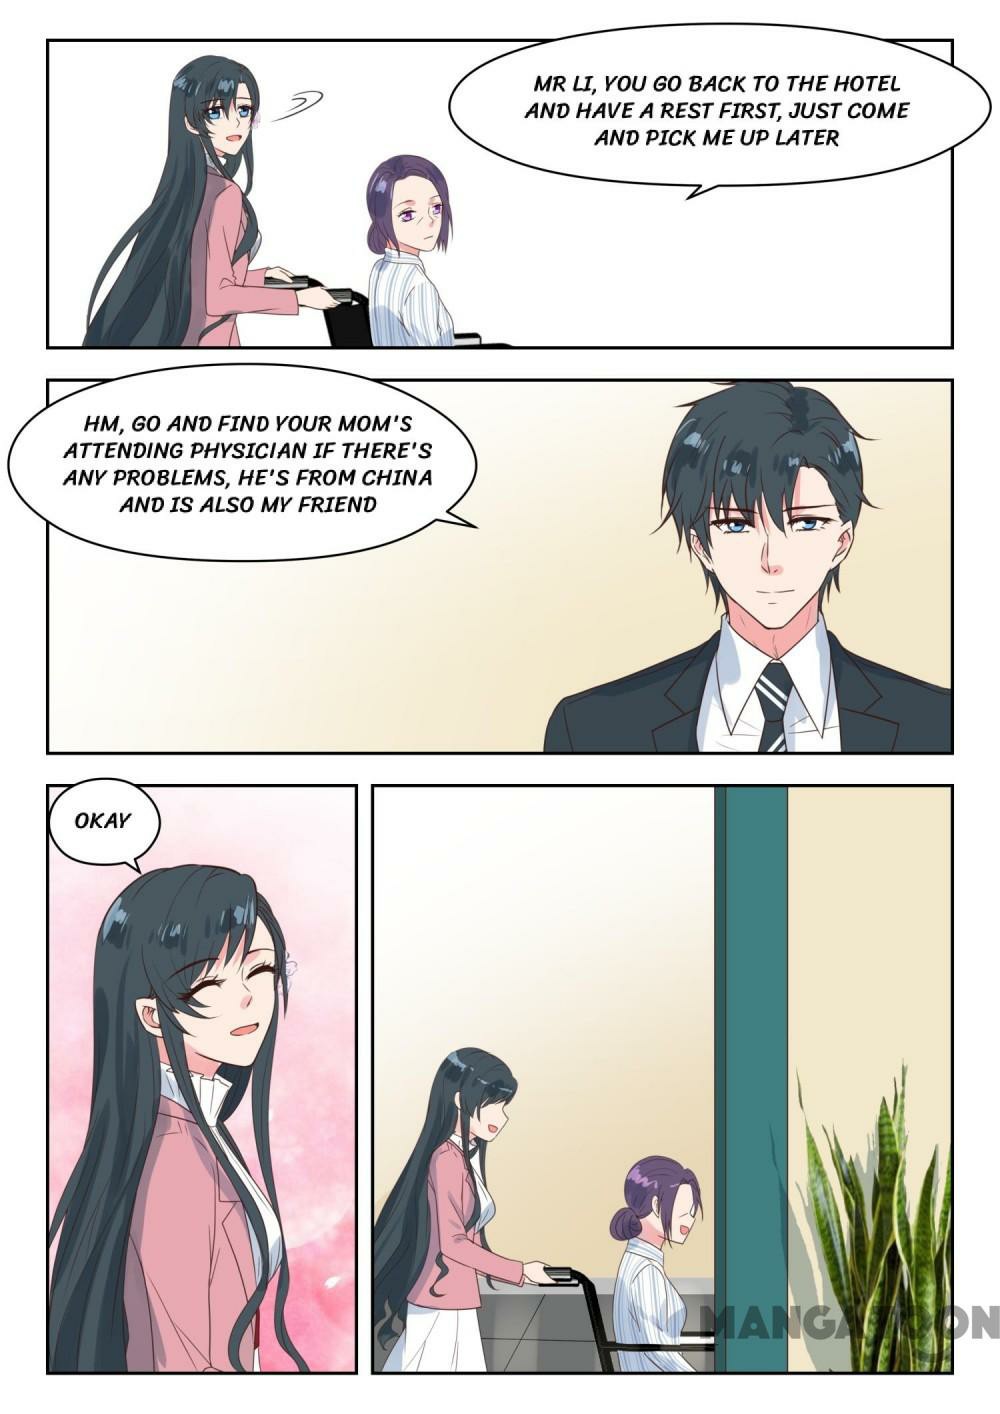 MR LI, YOU GO BACK TO THE HOTEL
AND HAVE A REST FIRST, JUST COME
AND PICK ME UP LATER
HM, GO AND FIND YOUR MOM'S
ATTENDING PHYSICIAN IF THERE'S
ANY PROBLEMS, HE'S FROM CHINA
AND IS ALSO MY FRIEND
OKAY
MANGATOON